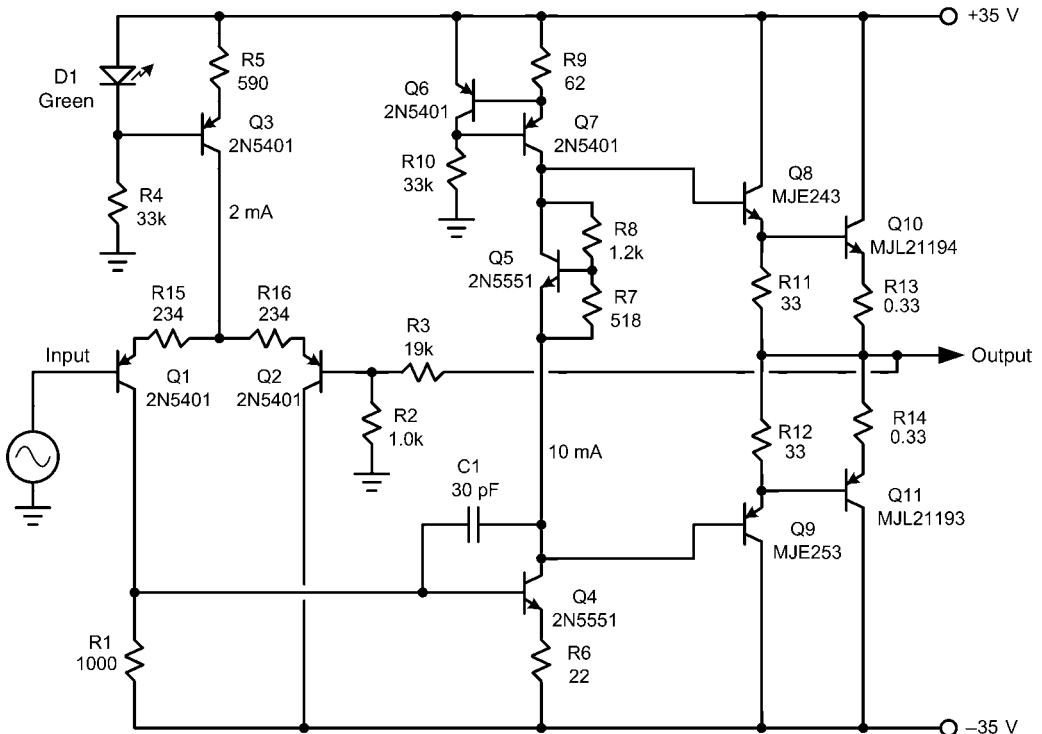 +35 V
D1
Green
R5
590
Q3
2N5401
R4
33k
2 mA
R9
62
Q6
2N5401
Q7
2N5401
R10
33k
Q8
MJE243
Q10
MJL21194
Q5
2N5551
R8
1.2k
R7
518
R11
33
R13
0.33
R15
234
R16
234
R3
19k
Input
Output
Q1
2N5401
Q2
2N5401
R2
1.0k
R12
33
R14
0.33
10 mA
C1
30 pF
Q9
MJE253
Q11
MJL21193
Q4
2N5551
R1
1000
R6
22
–35 V